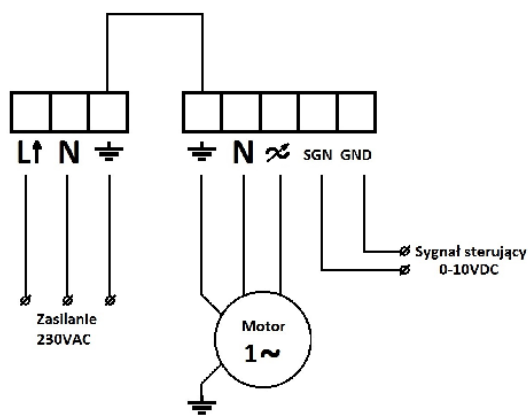 L↑ N ⏚ ⏚ N SGN GND
Zasilanie
230VAC
Motor
1~
Sygnał sterujący
0-10VDC